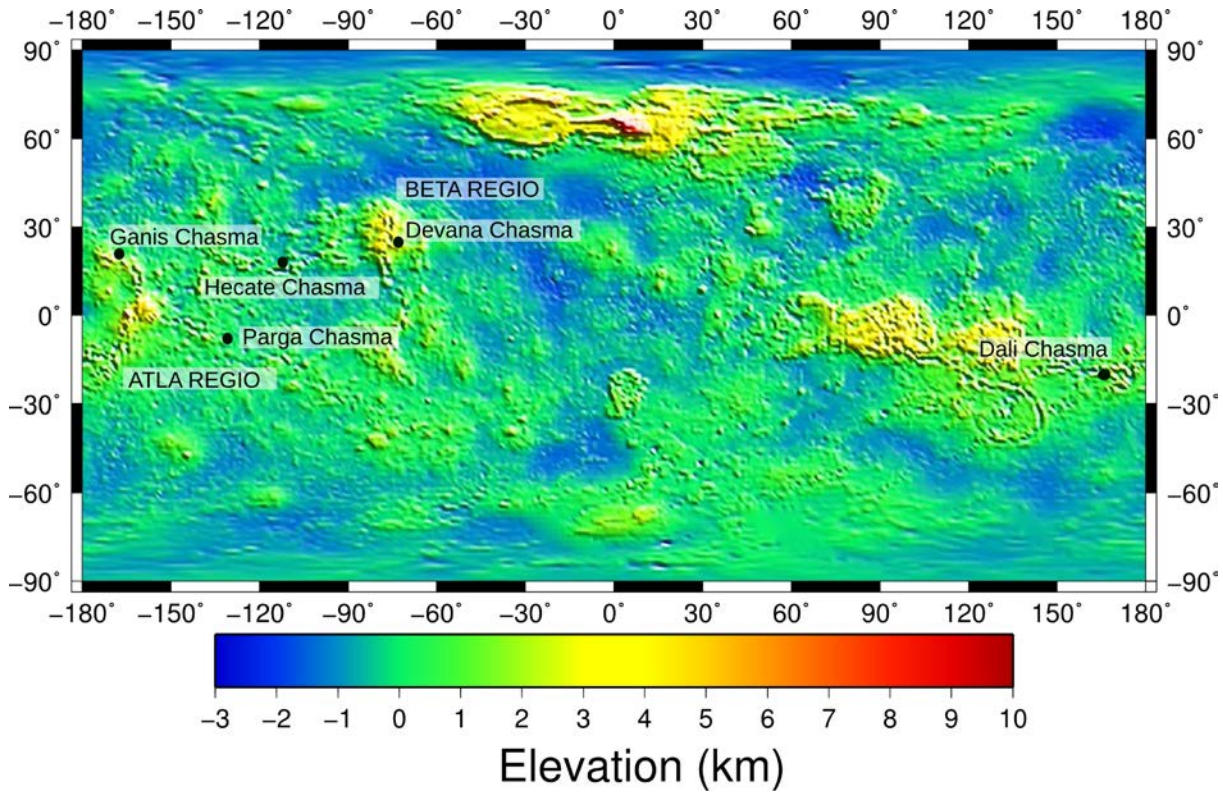 −180˚ −150˚ −120˚ −90˚ −60˚ −30˚ 0˚ 30˚ 60˚ 90˚ 120˚ 150˚ 180˚
90˚ 90˚
60˚ 60˚
BETA REGIO
30˚ 30˚
Devana Chasma
Ganis Chasma
Hecate Chasma
0˚ 0˚
Parga Chasma
Dali Chasma
ATLA REGIO
−30˚ −30˚
−60˚ −60˚
−90˚ −90˚
−180˚ −150˚ −120˚ −90˚ −60˚ −30˚ 0˚ 30˚ 60˚ 90˚ 120˚ 150˚ 180˚
−3 −2 −1 0 1 2 3 4 5 6 7 8 9 10
Elevation (km)